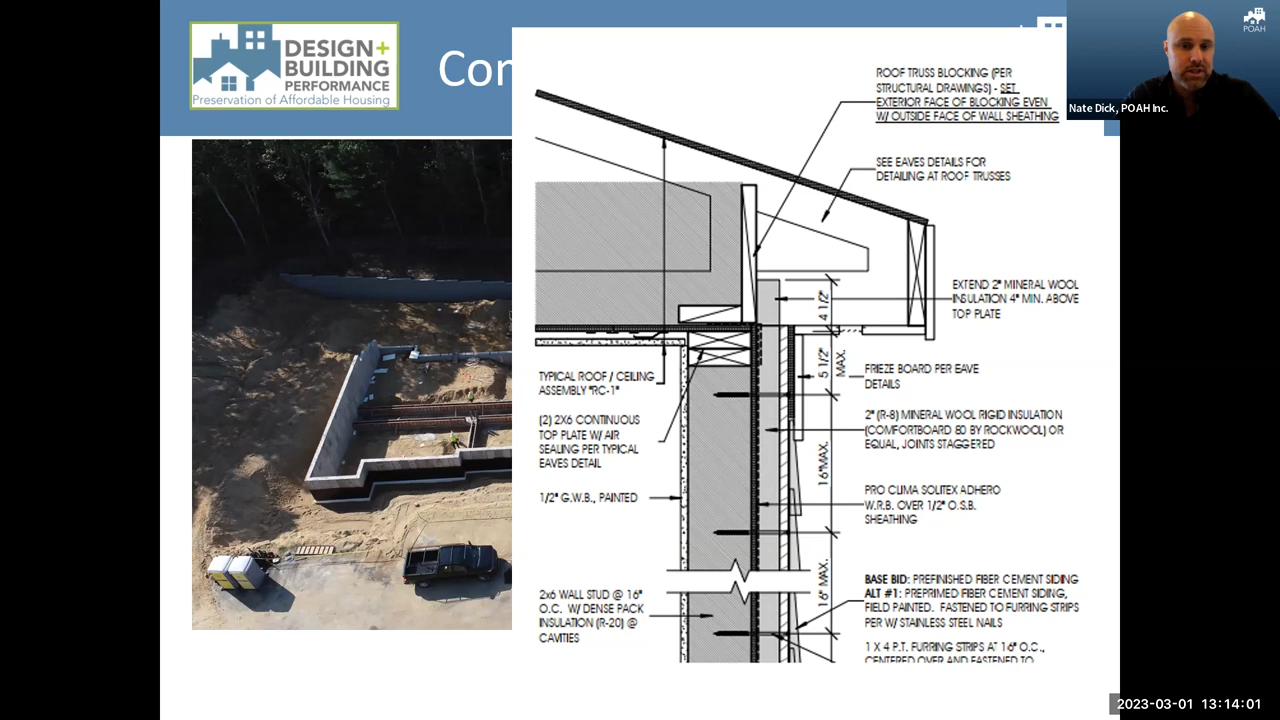 DESIGN+
BUILDING
PERFORMANCE
Preservation of Affordable Housing
Con
POAH
Nate Dick, POAH Inc.
ROOF TRUSS BLOCKING (PER
STRUCTURAL DRAWINGS) - SET
EXTERIOR FACE OF BLOCKING EVEN
W/ OUTSIDE FACE OF WALL SHEATHING
SEE EAVES DETAILS FOR
DETAILING AT ROOF TRUSSES
EXTEND 2" MINERAL WOOL
INSULATION 4" MIN. ABOVE
TOP PLATE
4 1/2"
5 1/2"
MAX.
FRIEZE BOARD PER EAVE
DETAILS
TYPICAL ROOF / CEILING
ASSEMBLY "RC-1"
(2) 2X6 CONTINUOUS
TOP PLATE W/ AIR
SEALING PER TYPICAL
EAVES DETAIL
2" (R-8) MINERAL WOOL RIGID INSULATION
(COMFORTBOARD 80 BY ROCKWOOL) OR
EQUAL, JOINTS STAGGERED
16"MAX.
1/2" G.W.B., PAINTED
PRO CLIMA SOLITEX ADHERO
W.R.B. OVER 1/2" O.S.B.
SHEATHING
16" MAX.
2x6 WALL STUD @ 16"
O.C. W/ DENSE PACK
INSULATION (R-20) @
CAVITIES
BASE BID: PREFINISHED FIBER CEMENT SIDING
ALT #1: PREPRIMED FIBER CEMENT SIDING,
FIELD PAINTED. FASTENED TO FURRING STRIPS
PER W/ STAINLESS STEEL NAILS
1 X 4 P.T. FURRING STRIPS AT 16" O.C.,
CENTERED OVER AND FASTENED TO
2023-03-01 13:14:01